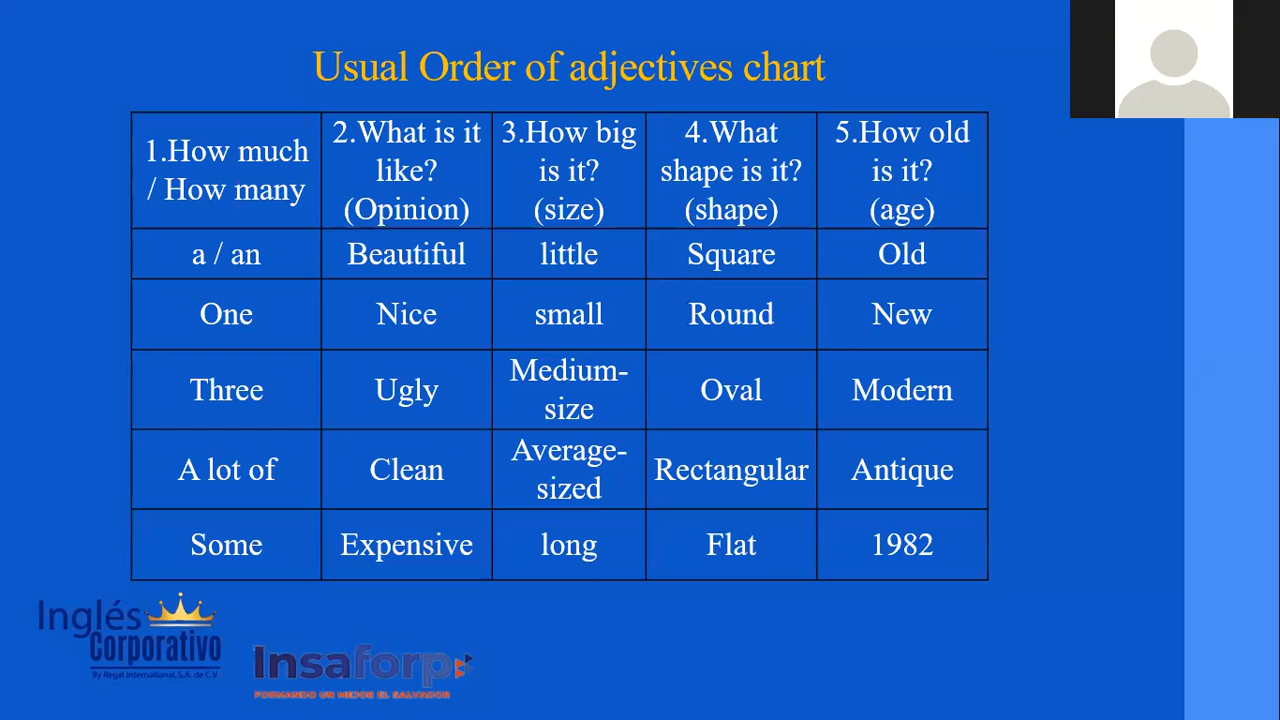 Usual Order of adjectives chart
1.How much
/ How many
2.What is it
like?
(Opinion)
3.How big
is it?
(size)
4.What
shape is it?
(shape)
5.How old
is it?
(age)
a / an
Beautiful
little
Square
Old
One
Nice
small
Round
New
Three
Ugly
Medium-
size
Oval
Modern
A lot of
Clean
Average-
sized
Rectangular
Antique
Some
Expensive
long
Flat
1982
Inglés
Corporativo
By Regal International, S.A. de C.V.
Insaforp
FORMANDO UN MEJOR EL SALVADOR